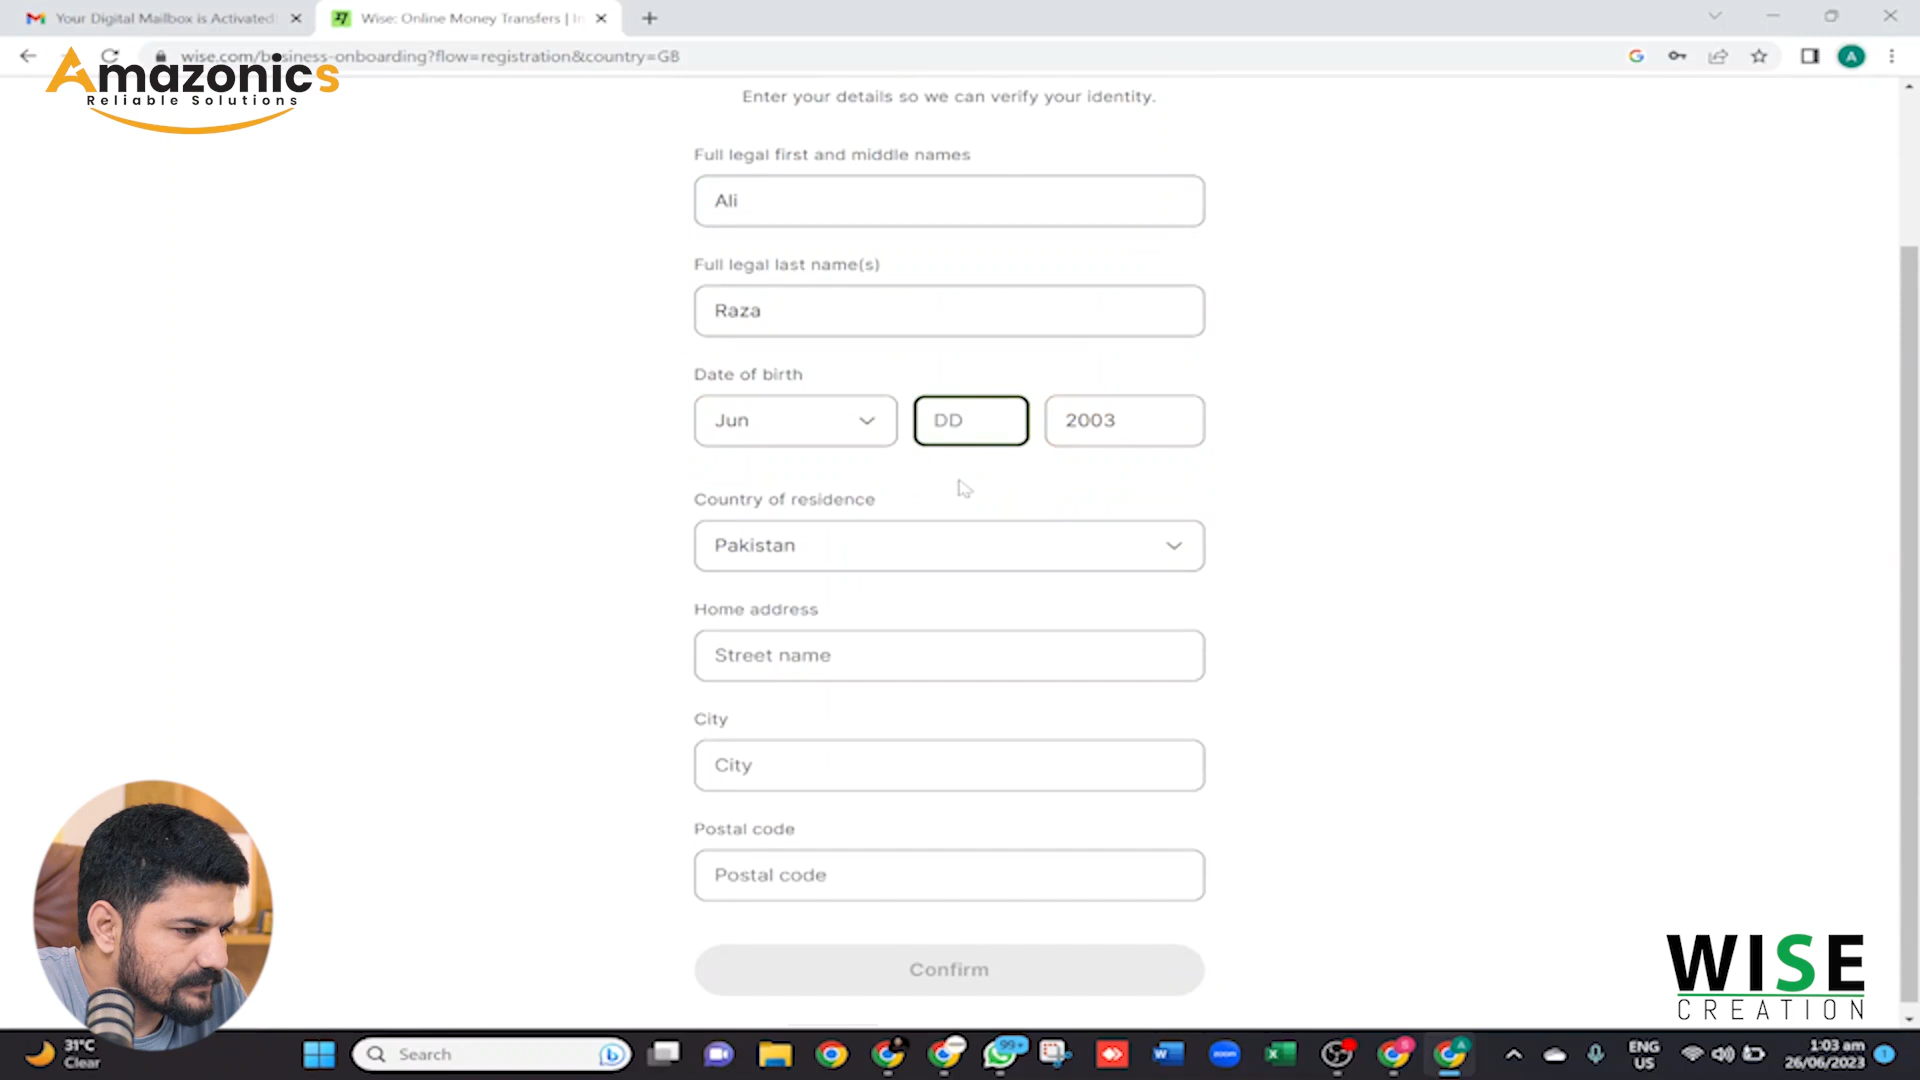 Your Digital Mailbox is Activated
Wise: Online Money Transfers | In
wise.com/business-onboarding?flow=registration&country=GB
A
Amazonics
Reliable Solutions
Enter your details so we can verify your identity.
Full legal first and middle names
Ali
Full legal last name(s)
Raza
Date of birth
Jun
DD
2003
Country of residence
Pakistan
Home address
Street name
City
City
Postal code
Postal code
Confirm
WISE
CREATION
31°C
Clear
Search
99+
zoom
ENG
US
1:03 am
26/06/2023
1